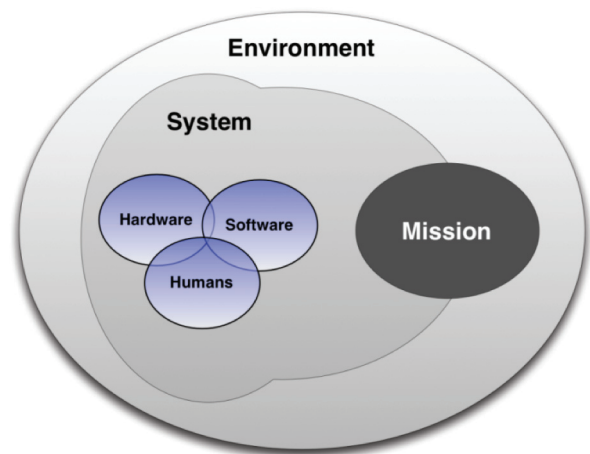 Environment
System
Hardware
Software
Mission
Humans